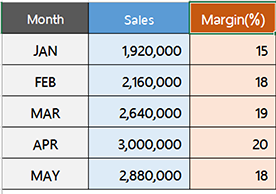 Month Sales Margin(%)
JAN 1,920,000 15
FEB 2,160,000 18
MAR 2,640,000 19
APR 3,000,000 20
MAY 2,880,000 18